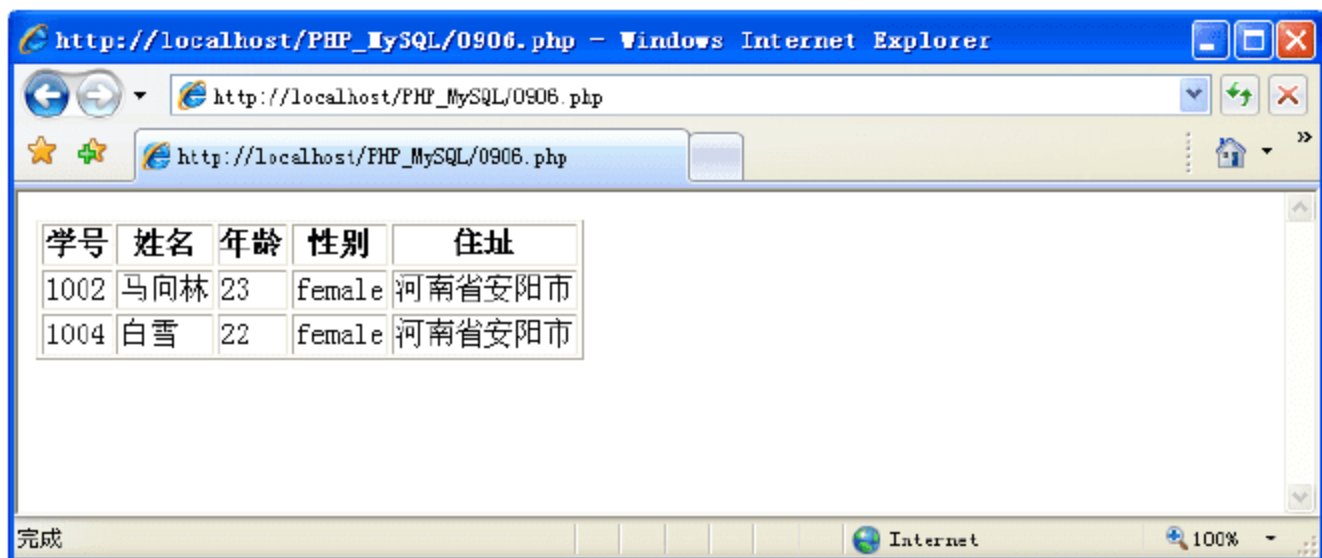 http://localhost/PHP_MySQL/0906.php - Windows Internet Explorer
http://localhost/PHP_MySQL/0906.php
http://localhost/PHP_MySQL/0906.php
学号 姓名 年龄 性别 住址
1002 马向林 23 female 河南省安阳市
1004 白雪 22 female 河南省安阳市
完成 Internet 100%